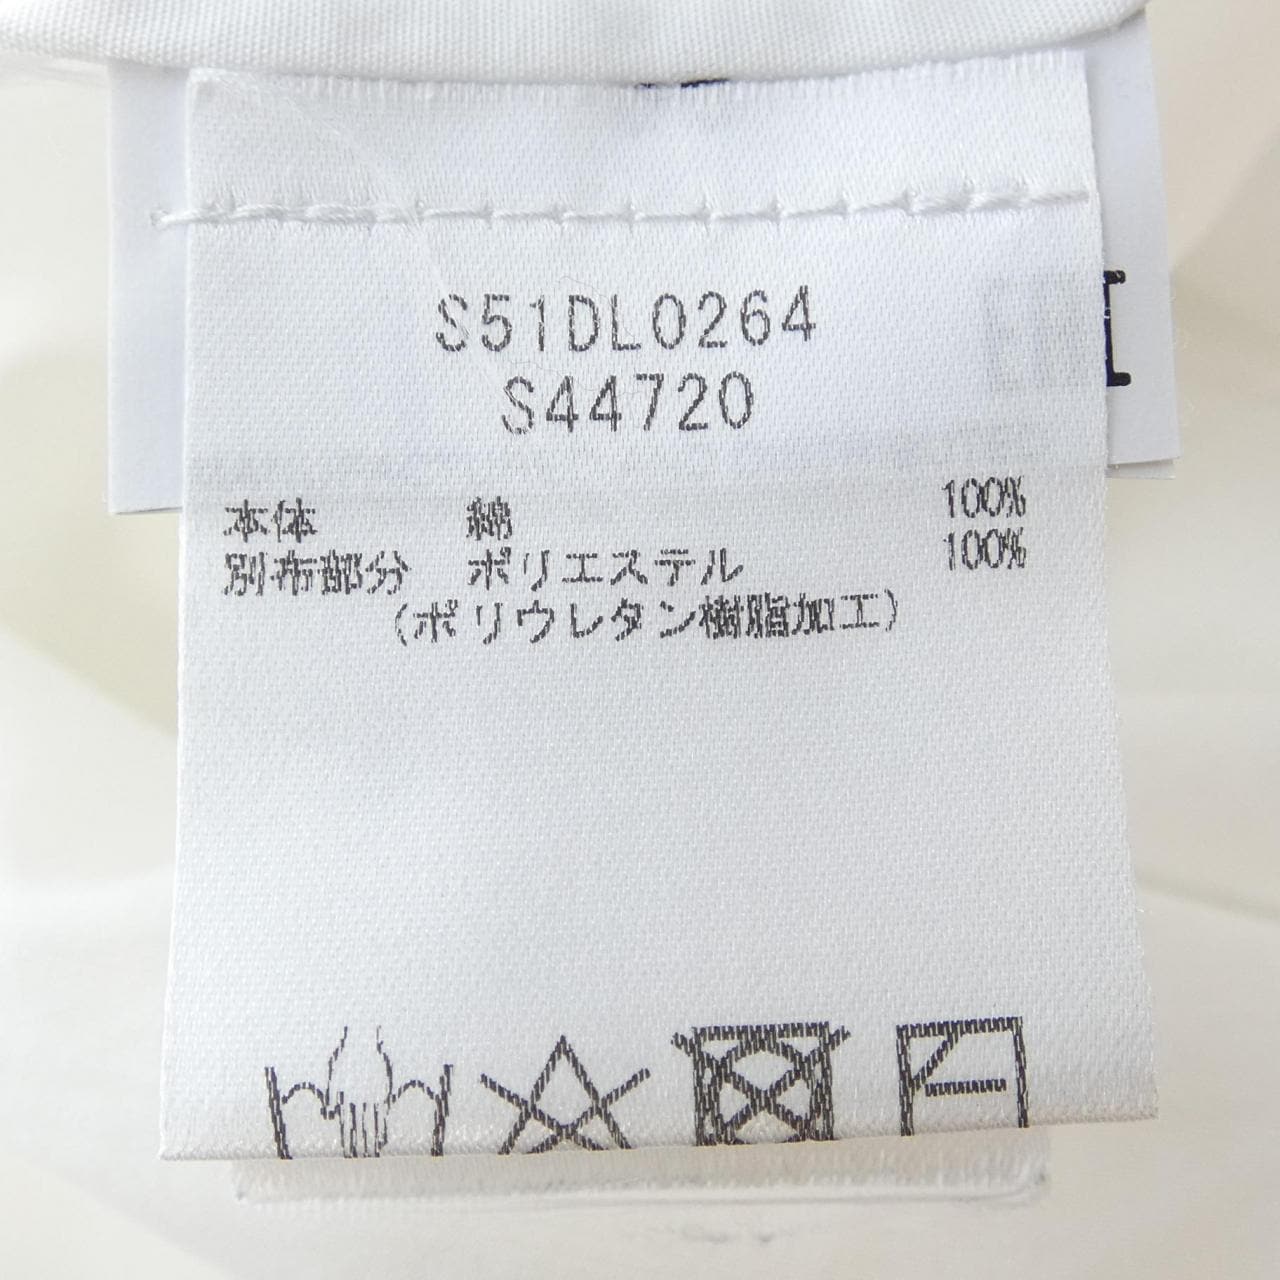 S51DL0264
S44720
本体 綿 100%
別布部分 ポリエステル 100%
(ポリウレタン樹脂加工)